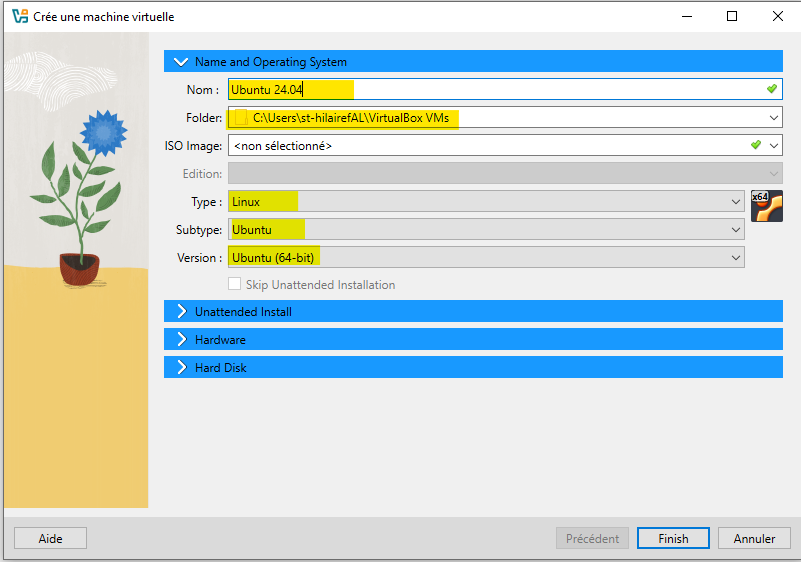 Crée une machine virtuelle
Name and Operating System
Nom : Ubuntu 24.04
Folder: C:\Users\st-hilairefAL\VirtualBox VMs
ISO Image: <non sélectionné>
Edition:
Type : Linux
x64
Subtype: Ubuntu
Version : Ubuntu (64-bit)
Skip Unattended Installation
Unattended Install
Hardware
Hard Disk
Aide Précédent Finish Annuler